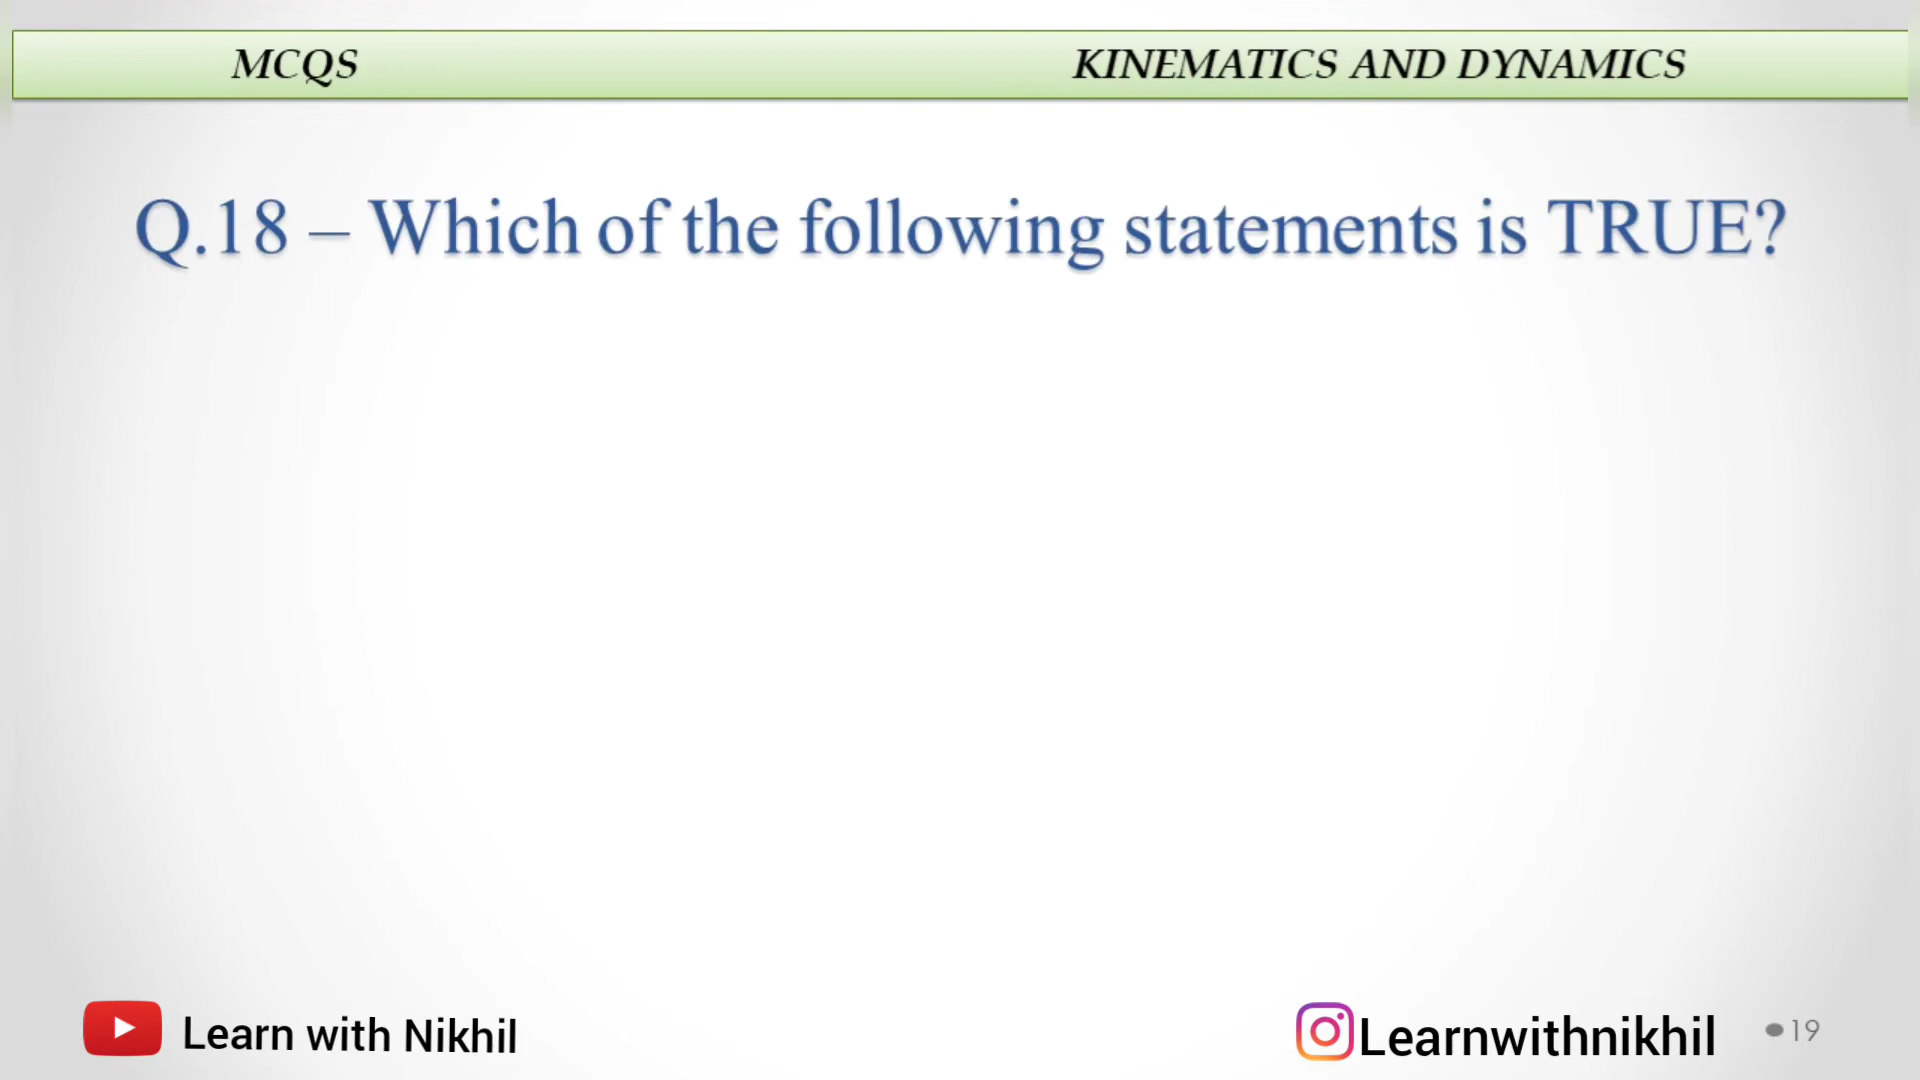 MCQS KINEMATICS AND DYNAMICS
Q.18 – Which of the following statements is TRUE?
Learn with Nikhil Learnwithnikhil 19